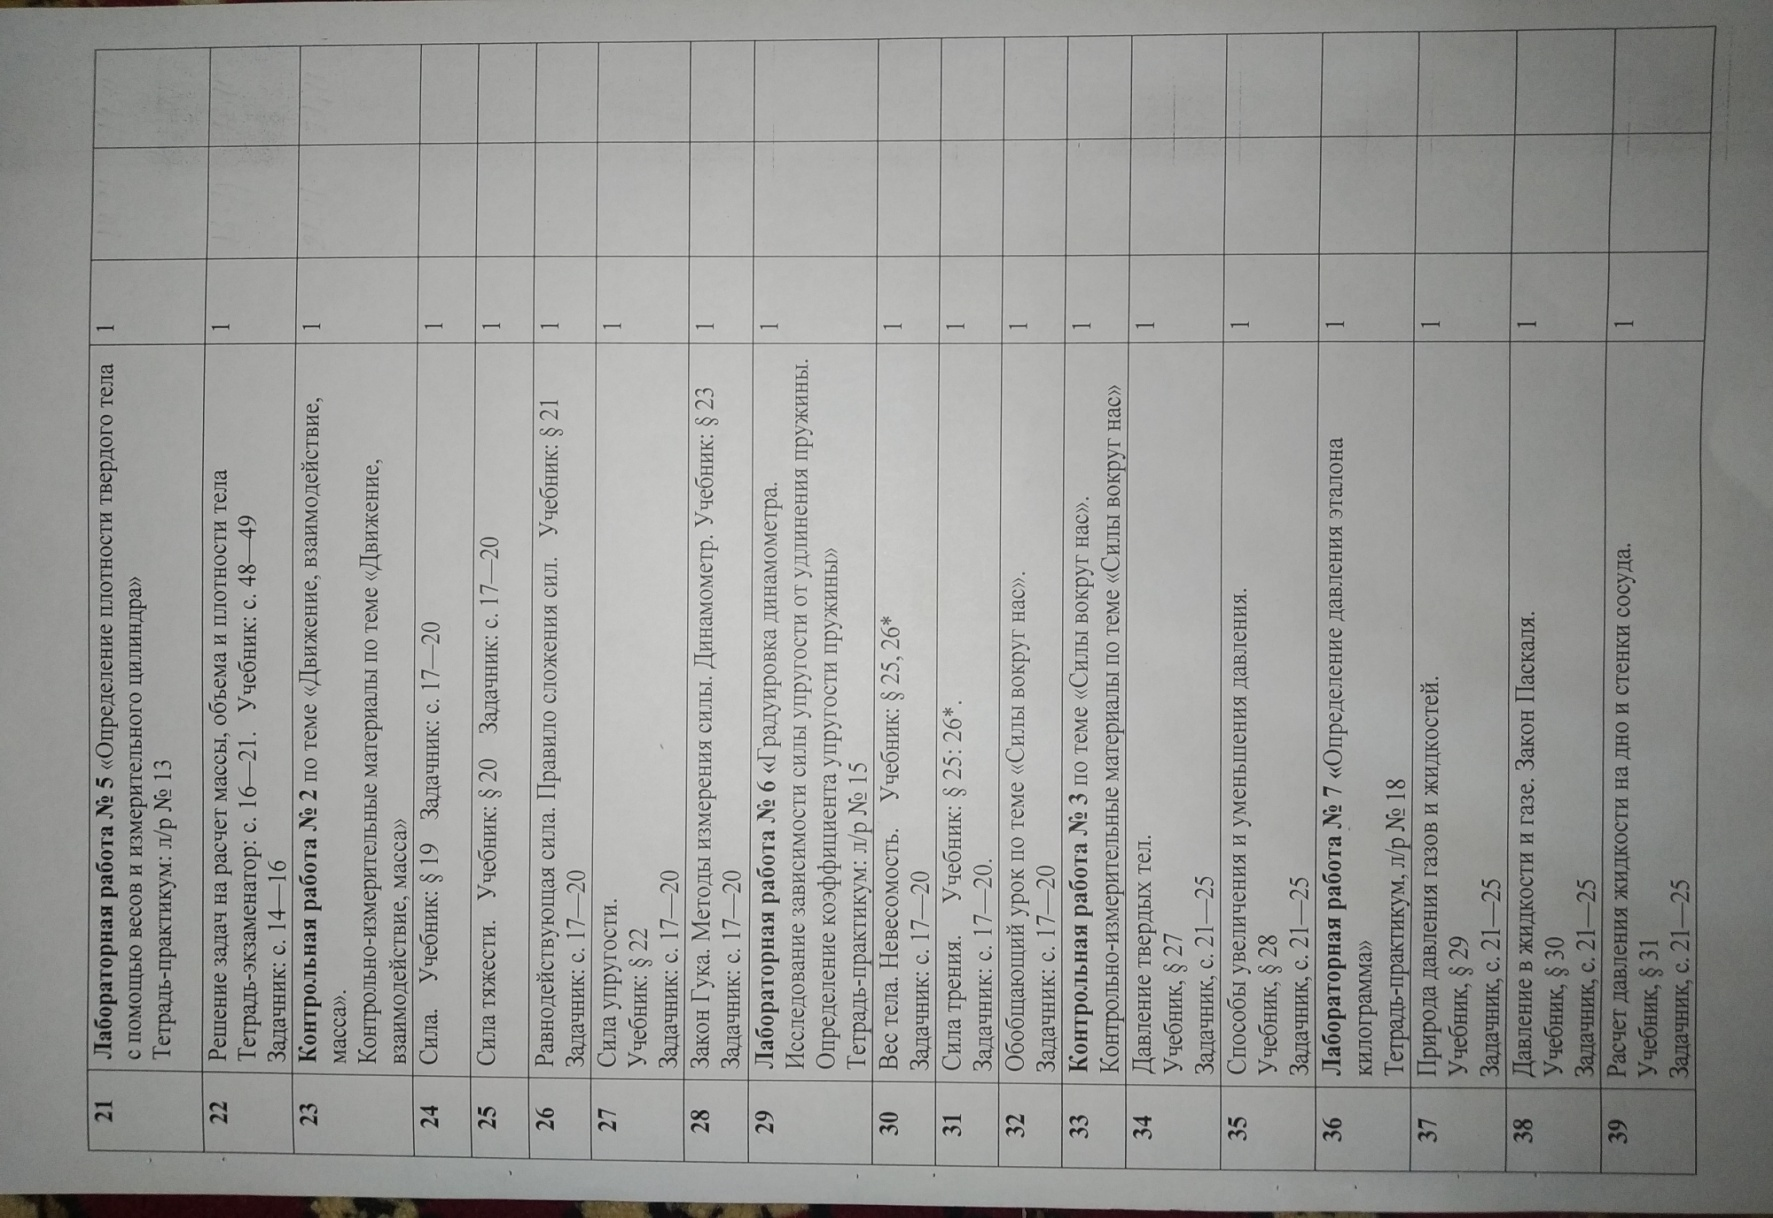 21 Лабораторная работа № 5 «Определение плотности твердого тела 1
с помощью весов и измерительного цилиндра»
Тетрадь-практикум: л/р № 13
22 Решение задач на расчет массы, объема и плотности тела 1
Тетрадь-экзаменатор: с. 16—21. Учебник: с. 48—49
Задачник: с. 14—16
23 Контрольная работа № 2 по теме «Движение, взаимодействие, 1
масса».
Контрольно-измерительные материалы по теме «Движение,
взаимодействие, масса»
24 Сила. Учебник: § 19 Задачник: с. 17—20 1
25 Сила тяжести. Учебник: § 20 Задачник: с. 17—20 1
26 Равнодействующая сила. Правило сложения сил. Учебник: § 21 1
Задачник: с. 17—20
27 Сила упругости. 1
Учебник: § 22
Задачник: с. 17—20
28 Закон Гука. Методы измерения силы. Динамометр. Учебник: § 23 1
Задачник: с. 17—20
29 Лабораторная работа № 6 «Градуировка динамометра. 1
Исследование зависимости силы упругости от удлинения пружины.
Определение коэффициента упругости пружины»
Тетрадь-практикум: л/р № 15
30 Вес тела. Невесомость. Учебник: § 25, 26* 1
Задачник: с. 17—20
31 Сила трения. Учебник: § 25: 26*. 1
Задачник: с. 17—20.
32 Обобщающий урок по теме «Силы вокруг нас». 1
Задачник: с. 17—20
33 Контрольная работа № 3 по теме «Силы вокруг нас». 1
Контрольно-измерительные материалы по теме «Силы вокруг нас»
34 Давление твердых тел. 1
Учебник, § 27
Задачник, с. 21—25
35 Способы увеличения и уменьшения давления. 1
Учебник, § 28
Задачник, с. 21—25
36 Лабораторная работа № 7 «Определение давления эталона 1
килограмма»
Тетрадь-практикум, л/р № 18
37 Природа давления газов и жидкостей. 1
Учебник, § 29
Задачник, с. 21—25
38 Давление в жидкости и газе. Закон Паскаля. 1
Учебник, § 30
Задачник, с. 21—25
39 Расчет давления жидкости на дно и стенки сосуда. 1
Учебник, § 31
Задачник, с. 21—25